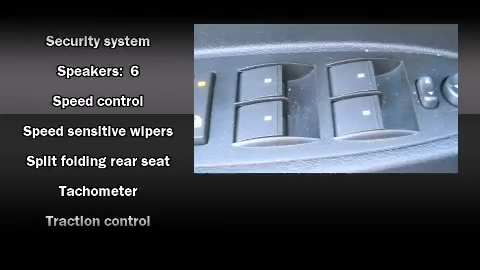 Security system
Speakers: 6
Speed control
Speed sensitive wipers
Split folding rear seat
Tachometer
Traction control